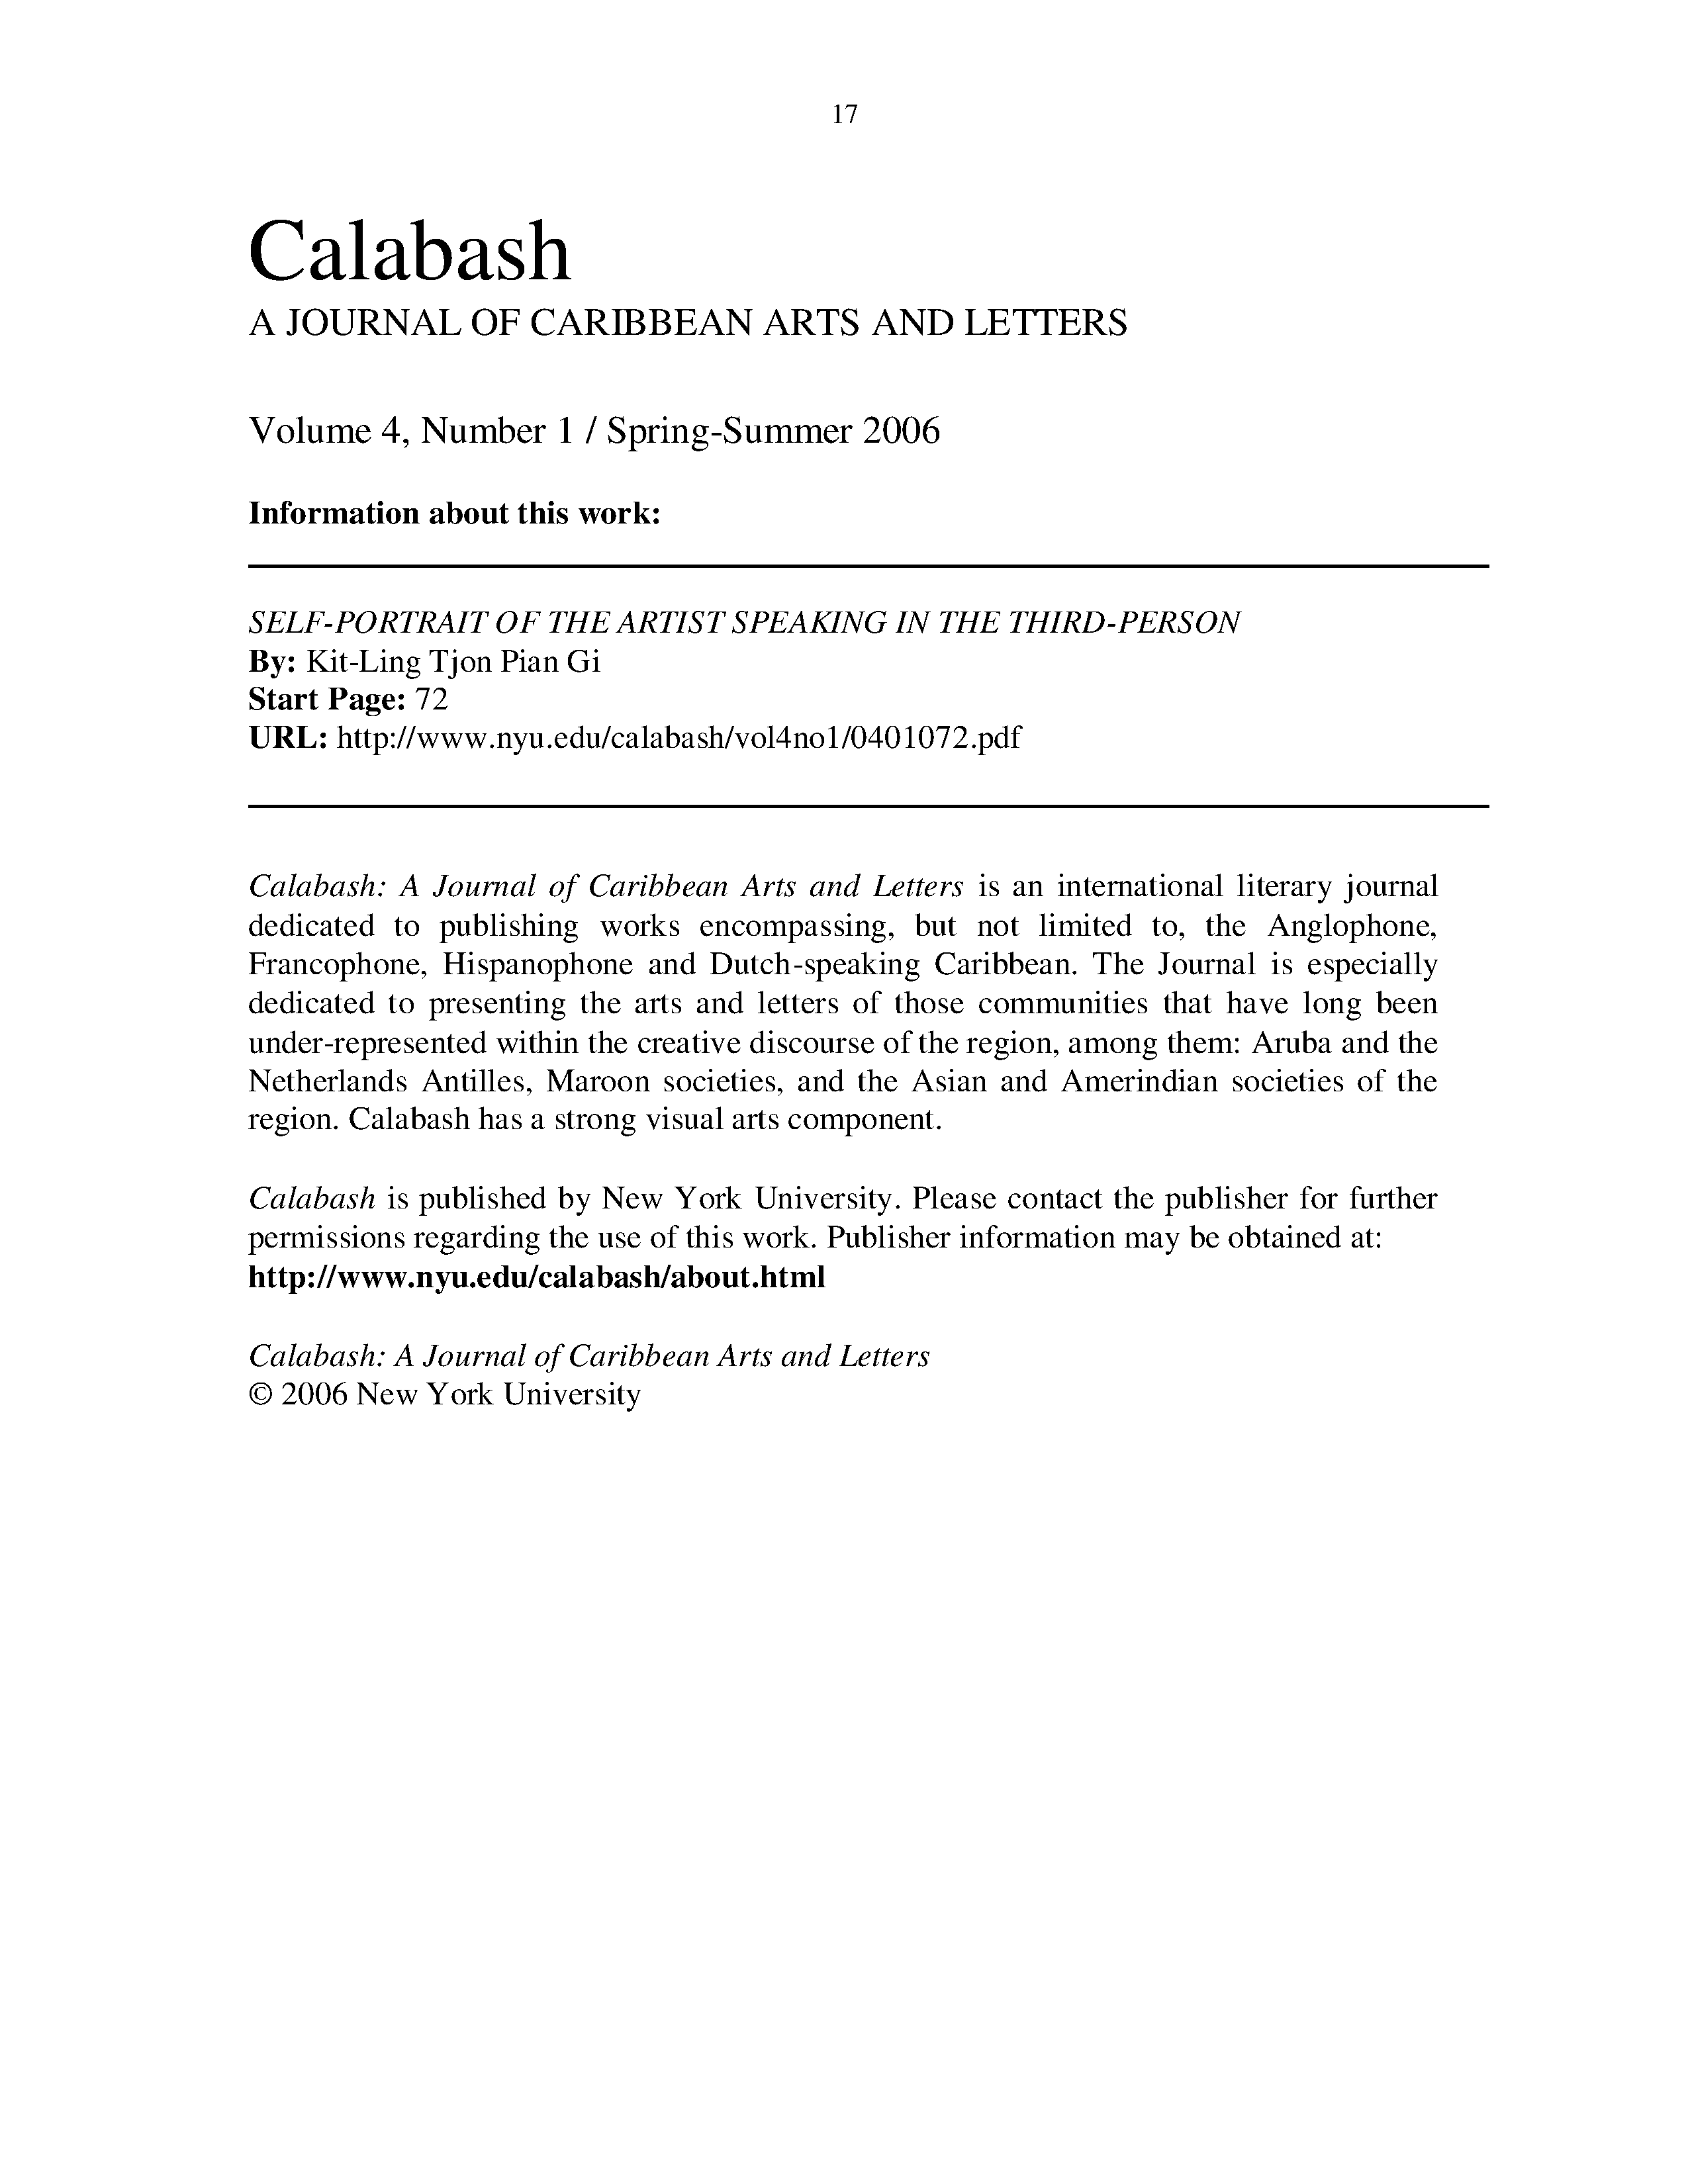 17
Calabash
A JOURNAL OF CARIBBEAN ARTS AND LETTERS
Volume 4, Number 1 / Spring-Summer 2006
Information about this work:
SELF-PORTRAIT OF THE ARTIST SPEAKING IN THE THIRD-PERSON
By: Kit-Ling Tjon Pian Gi
Start Page: 72
URL: http://www.nyu.edu/calabash/vol4no1/0401072.pdf
Calabash: A Journal of Caribbean Arts and Letters is an international literary journal
dedicated to publishing works encompassing, but not limited to, the Anglophone,
Francophone, Hispanophone and Dutch-speaking Caribbean. The Journal is especially
dedicated to presenting the arts and letters of those communities that have long been
under-represented within the creative discourse of the region, among them: Aruba and the
Netherlands Antilles, Maroon societies, and the Asian and Amerindian societies of the
region. Calabash has a strong visual arts component.
Calabash is published by New York University. Please contact the publisher for further
permissions regarding the use of this work. Publisher information may be obtained at:
http://www.nyu.edu/calabash/about.html
Calabash: A Journal of Caribbean Arts and Letters
© 2006 New York University